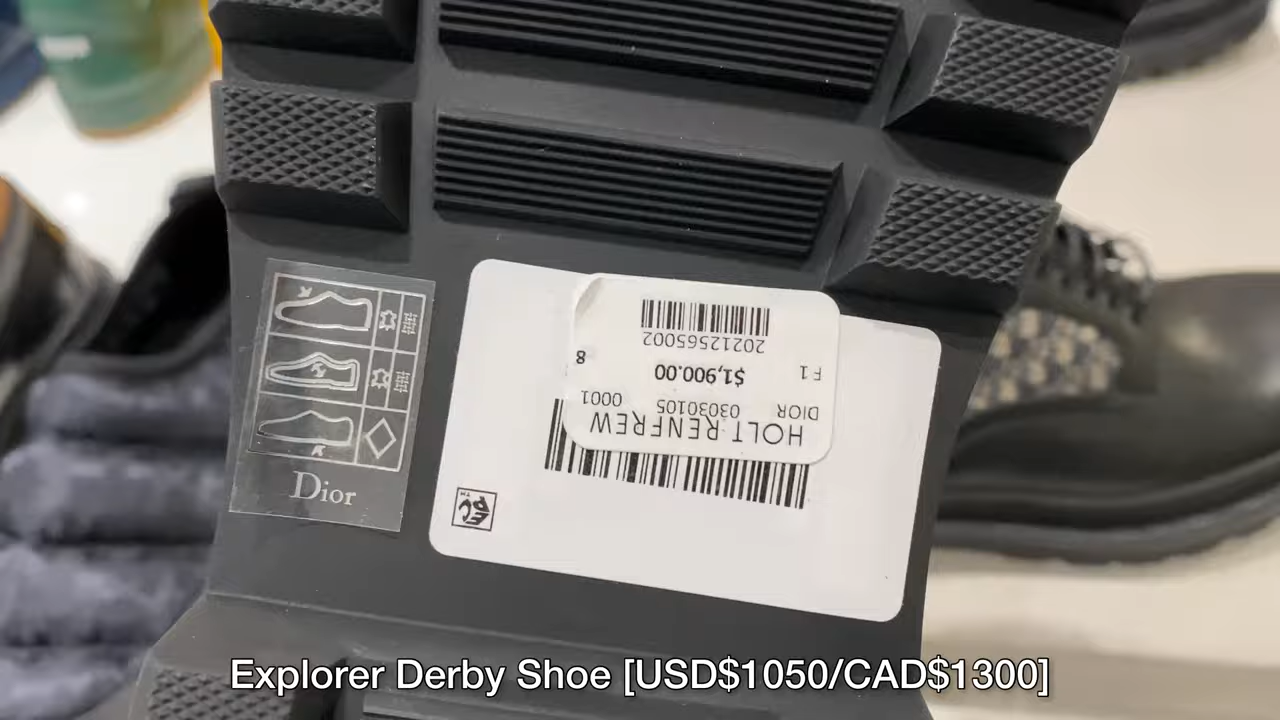 20212565002
F1 $1,900.00 8
DIOR 03030105 0001
HOLT RENFREW
EPC™
Dior
Explorer Derby Shoe [USD$1050/CAD$1300]